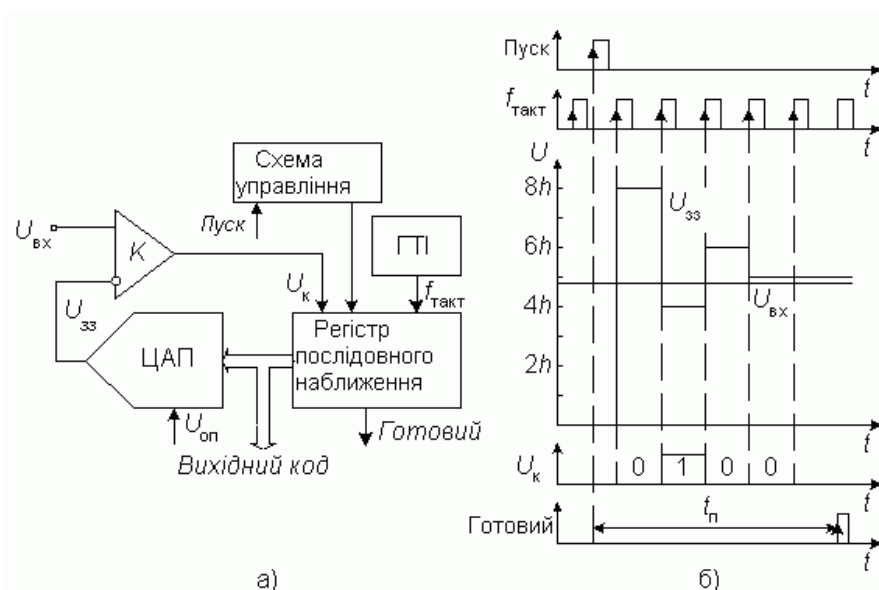 Схема
управління
Пуск
U вх
K
ГТІ
U к
f такт
U зз
Регістр
послідовного
наближення
ЦАП
U оп
Готовий
Вихідний код
а)
Пуск
t
f такт
t
U
8h
U зз
6h
U вх
4h
2h
t
U к
0 1 0 0
t
t п
Готовий
t
б)